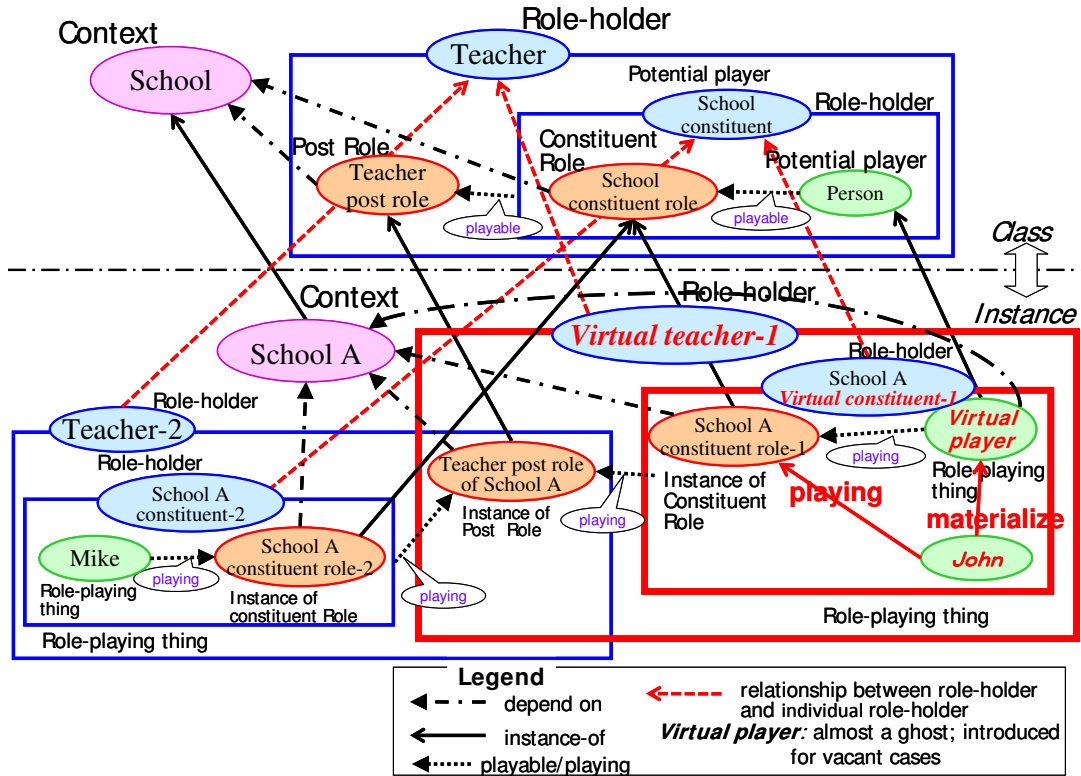 Context
School
Role-holder
Teacher
Potential player
School
constituent
Role-holder
Post Role
Teacher
post role
Constituent
Role
School
constituent role
Potential player
Person
playable
playable
Class
Instance
Context
School A
Role-holder
Virtual teacher-1
Role-holder
School A
Virtual constituent-1
Role-holder
Teacher-2
Role-holder
School A
constituent-2
Mike
Role-playing
thing
playing
School A
constituent role-2
Instance of
constituent Role
Role-playing thing
playing
Teacher post role
of School A
Instance of
Post Role
playing
School A
constituent role-1
Instance of
Constituent
Role
playing
Virtual
player
Role-playing
thing
playing
materialize
John
Role-playing thing
Legend
depend on
instance-of
playable/playing
relationship between role-holder
and individual role-holder
Virtual player: almost a ghost; introduced
for vacant cases